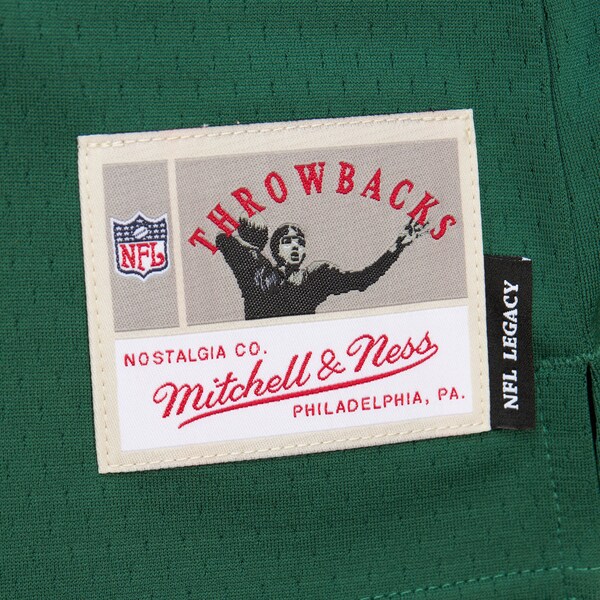 THROWBACKS
NFL
NOSTALGIA CO.
Mitchell & Ness
PHILADELPHIA, PA.
NFL LEGACY